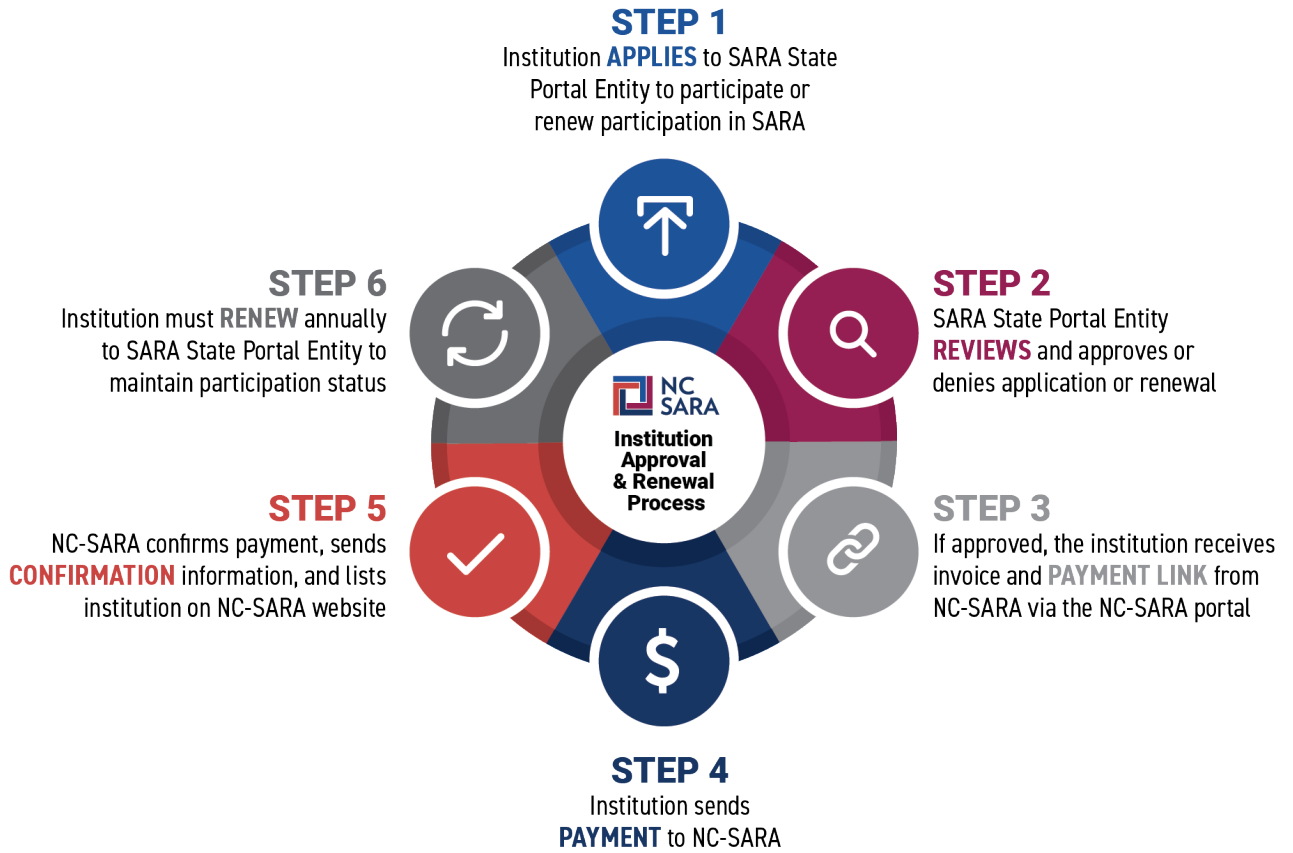 STEP 1
Institution APPLIES to SARA State
Portal Entity to participate or
renew participation in SARA
STEP 2
SARA State Portal Entity
REVIEWS and approves or
denies application or renewal
STEP 3
If approved, the institution receives
invoice and PAYMENT LINK from
NC-SARA via the NC-SARA portal
STEP 4
Institution sends
PAYMENT to NC-SARA
STEP 5
NC-SARA confirms payment, sends
CONFIRMATION information, and lists
institution on NC-SARA website
STEP 6
Institution must RENEW annually
to SARA State Portal Entity to
maintain participation status
NC
SARA
Institution
Approval
& Renewal
Process
$